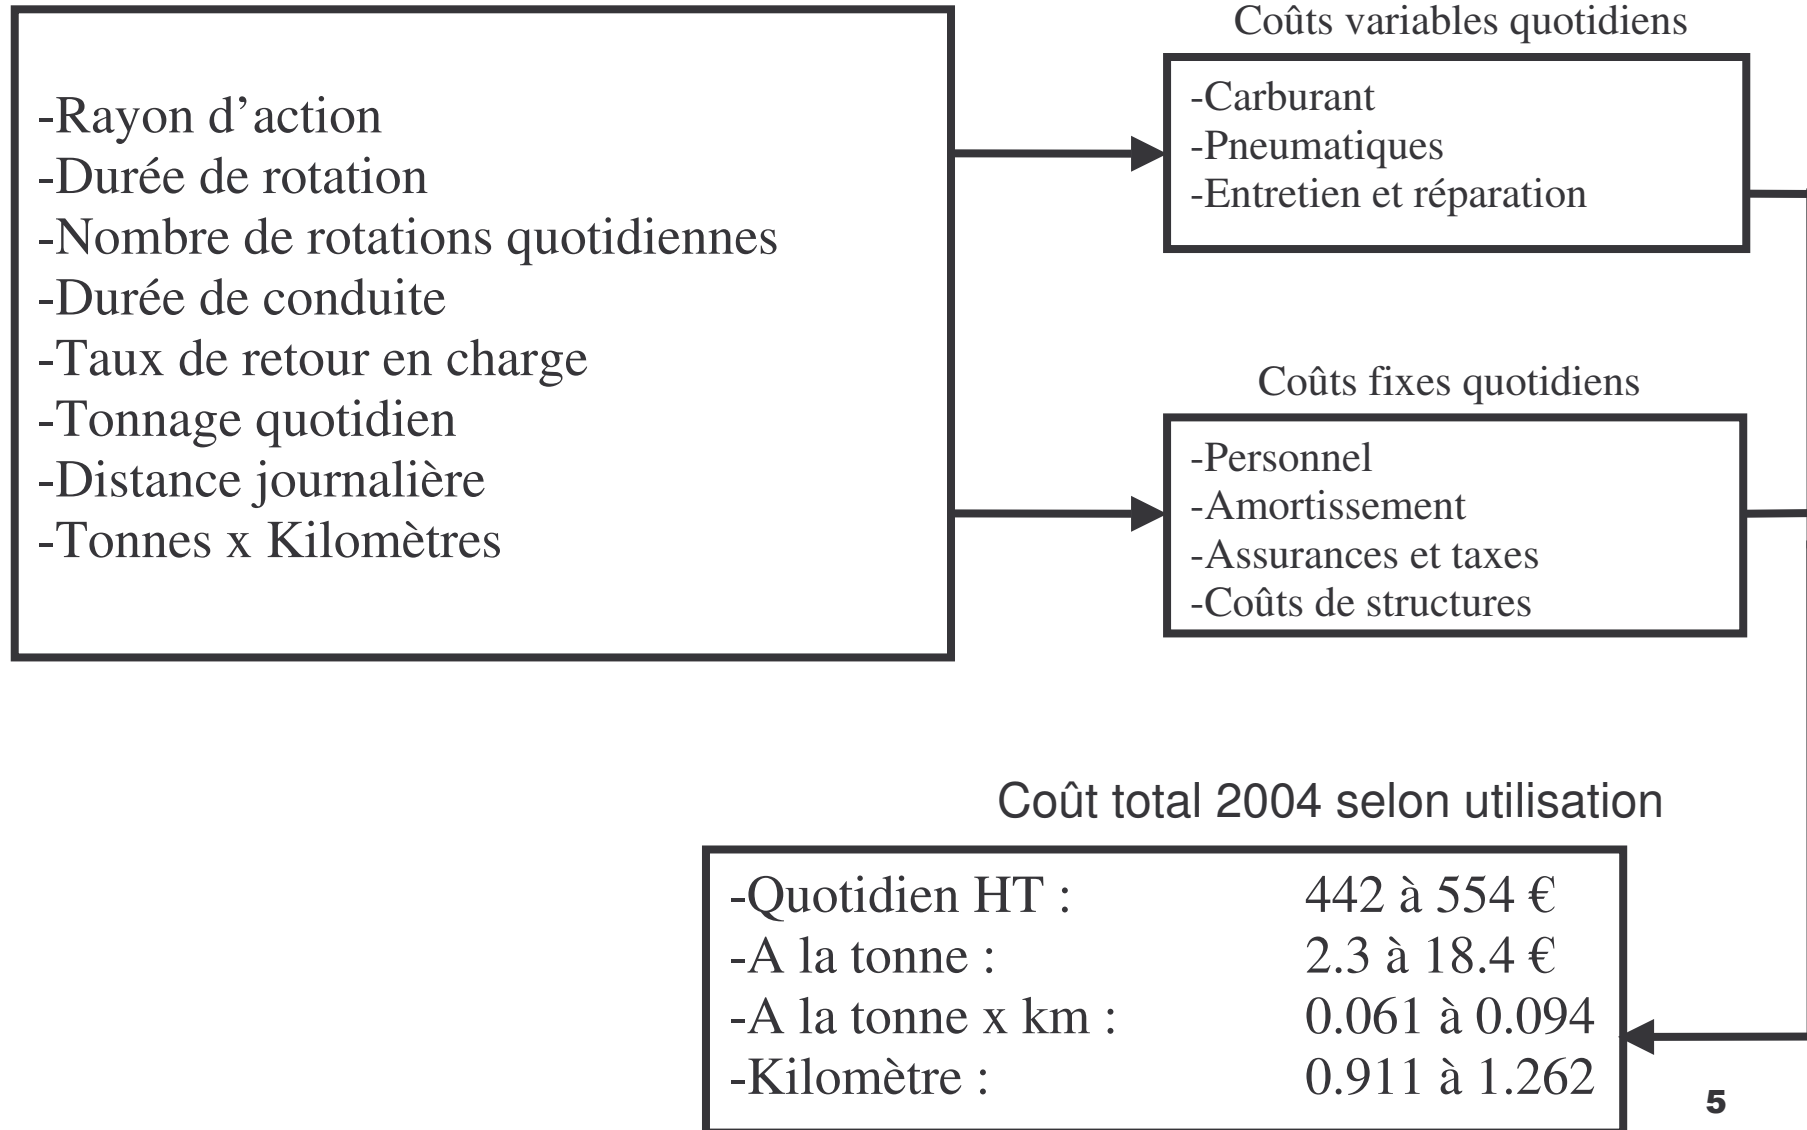 -Rayon d’action
-Durée de rotation
-Nombre de rotations quotidiennes
-Durée de conduite
-Taux de retour en charge
-Tonnage quotidien
-Distance journalière
-Tonnes x Kilomètres
Coûts variables quotidiens
-Carburant
-Pneumatiques
-Entretien et réparation
Coûts fixes quotidiens
-Personnel
-Amortissement
-Assurances et taxes
-Coûts de structures
Coût total 2004 selon utilisation
-Quotidien HT : 442 à 554 €
-A la tonne : 2.3 à 18.4 €
-A la tonne x km : 0.061 à 0.094
-Kilomètre : 0.911 à 1.262
5